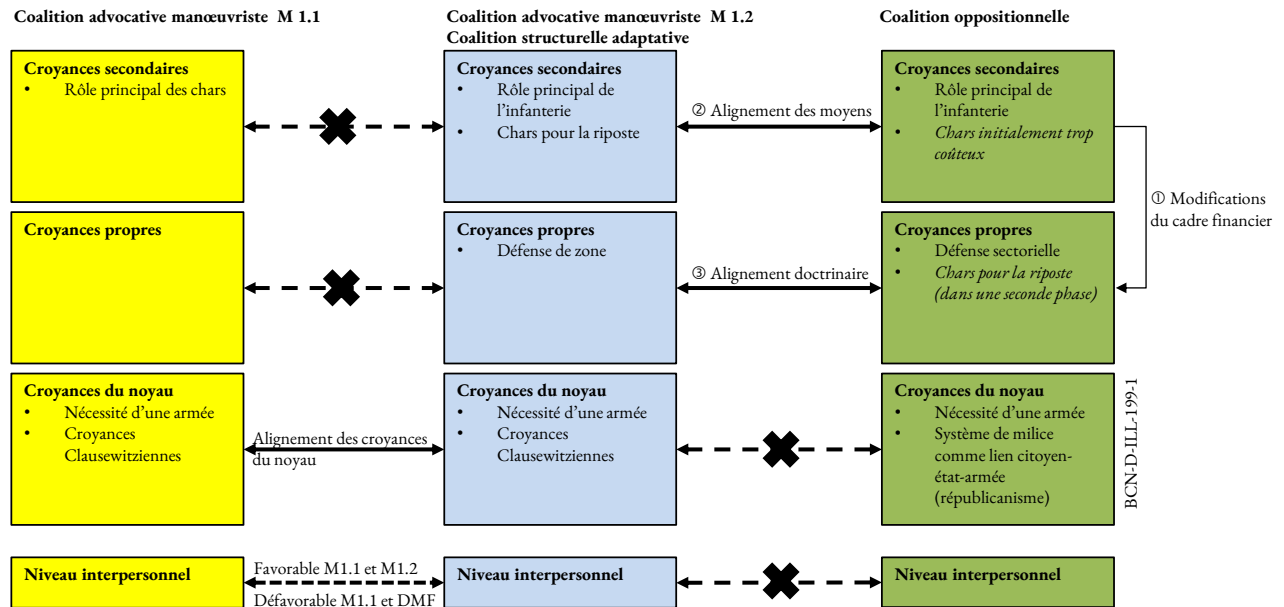 Coalition advocative manœuvriste M 1.1
Coalition advocative manœuvriste M 1.2
Coalition structurelle adaptative
Coalition oppositionnelle
Croyances secondaires
• Rôle principal des chars
Croyances secondaires
• Rôle principal de
l’infanterie
• Chars pour la riposte
② Alignement des moyens
Croyances secondaires
• Rôle principal de
l’infanterie
• Chars initialement trop
coûteux
① Modifications
du cadre financier
Croyances propres
Croyances propres
• Défense de zone
③ Alignement doctrinaire
Croyances propres
• Défense sectorielle
• Chars pour la riposte
(dans une seconde phase)
Croyances du noyau
• Nécessité d’une armée
• Croyances
Clausewitziennes
Alignement des croyances
du noyau
Croyances du noyau
• Nécessité d’une armée
• Croyances
Clausewitziennes
Croyances du noyau
• Nécessité d’une armée
• Système de milice
comme lien citoyen-
état-armée
(républicanisme)
BCN-D-ILL-199-1
Niveau interpersonnel
Favorable M1.1 et M1.2
Défavorable M1.1 et DMF
Niveau interpersonnel
Niveau interpersonnel